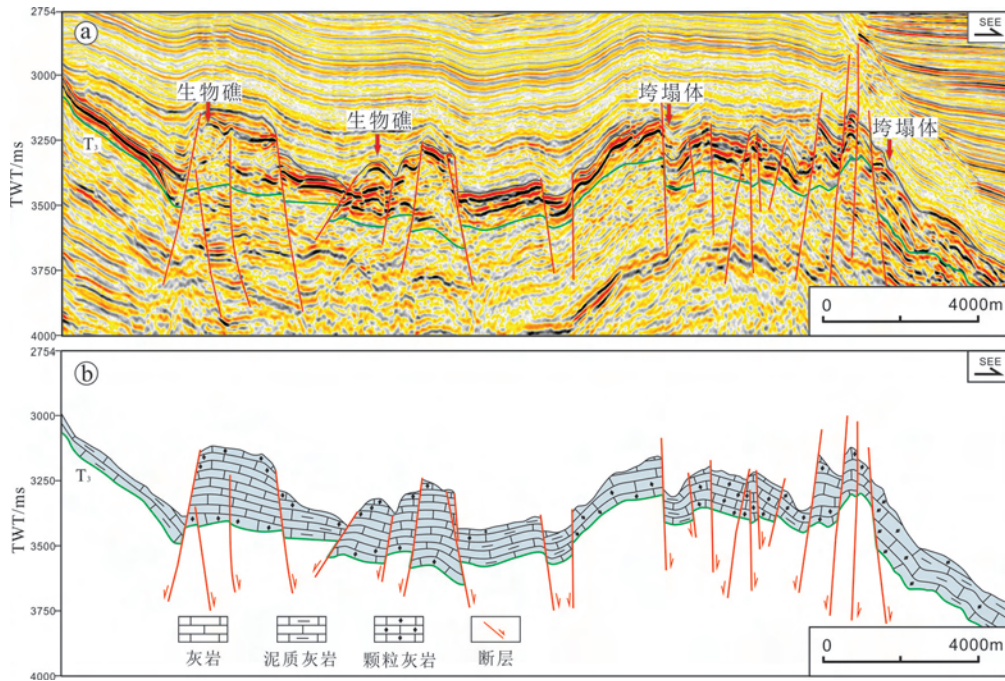 2754
ⓐ
SEE
生物礁
生物礁
垮塌体
垮塌体
T₃
3000
3250
3500
3750
4000
TWT/ms
0 4000m
2754
ⓑ
SEE
T₃
3000
3250
3500
3750
4000
TWT/ms
灰岩 泥质灰岩 颗粒灰岩 断层
0 4000m